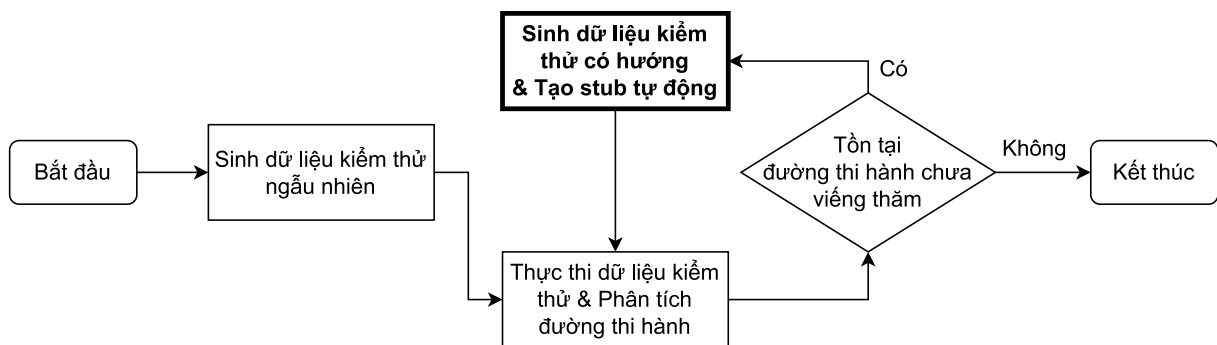 Sinh dữ liệu kiểm
thử có hướng
& Tạo stub tự động
Có
Bắt đầu
Sinh dữ liệu kiểm thử
ngẫu nhiên
Tồn tại
đường thi hành chưa
viếng thăm
Không
Kết thúc
Thực thi dữ liệu kiểm
thử & Phân tích
đường thi hành